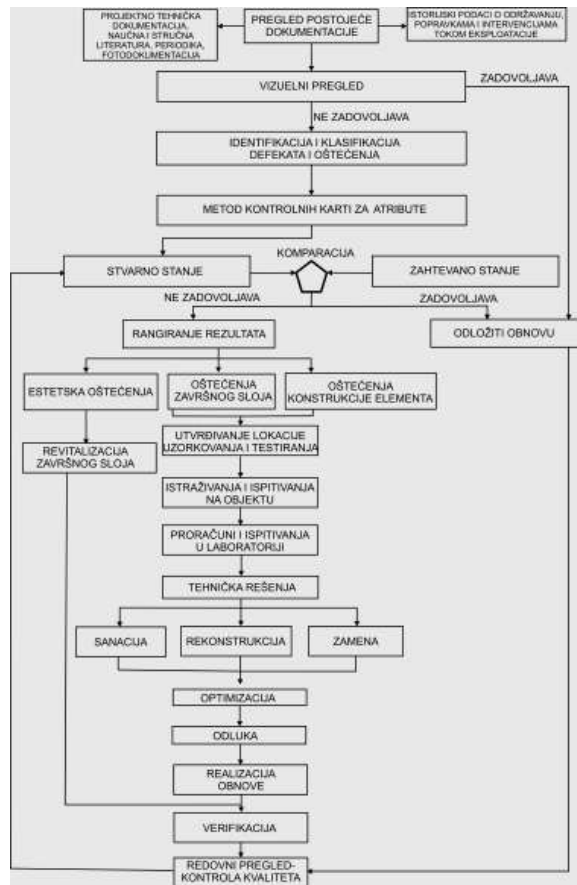 PROJEKTNO TEHNIČKA
DOKUMENTACIJA,
NAUČNA I STRUČNA
LITERATURA, PERIODIKA,
FOTODOKUMENTACIJA
PREGLED POSTOJEĆE
DOKUMENTACIJE
ISTORIJSKI PODACI O ODRŽAVANJU,
POPRAVKAMA I INTERVENCIJAMA
TOKOM EKSPLOATACIJE
VIZUELNI PREGLED
ZADOVOLJAVA
NE ZADOVOLJAVA
IDENTIFIKACIJA I KLASIFIKACIJA
DEFEKATA I OŠTEĆENJA
METOD KONTROLNIH KARTI ZA ATRIBUTE
KOMPARACIJA
STVARNO STANJE
ZAHTEVANO STANJE
NE ZADOVOLJAVA
ZADOVOLJAVA
RANGIRANJE REZULTATA
ODLOŽITI OBNOVU
ESTETSKA OŠTEĆENJA
OŠTEĆENJA
ZAVRŠNOG SLOJA
OŠTEĆENJA
KONSTRUKCIJE ELEMENTA
REVITALIZACIJA
ZAVRŠNOG SLOJA
UTVRĐIVANJE LOKACIJE
UZORKOVANJA I TESTIRANJA
ISTRAŽIVANJA I ISPITIVANJA
NA OBJEKTU
PRORAČUNI I ISPITIVANJA
U LABORATORIJI
TEHNIČKA REŠENJA
SANACIJA
REKONSTRUKCIJA
ZAMENA
OPTIMIZACIJA
ODLUKA
REALIZACIJA
OBNOVE
VERIFIKACIJA
REDOVNI PREGLED-
KONTROLA KVALITETA